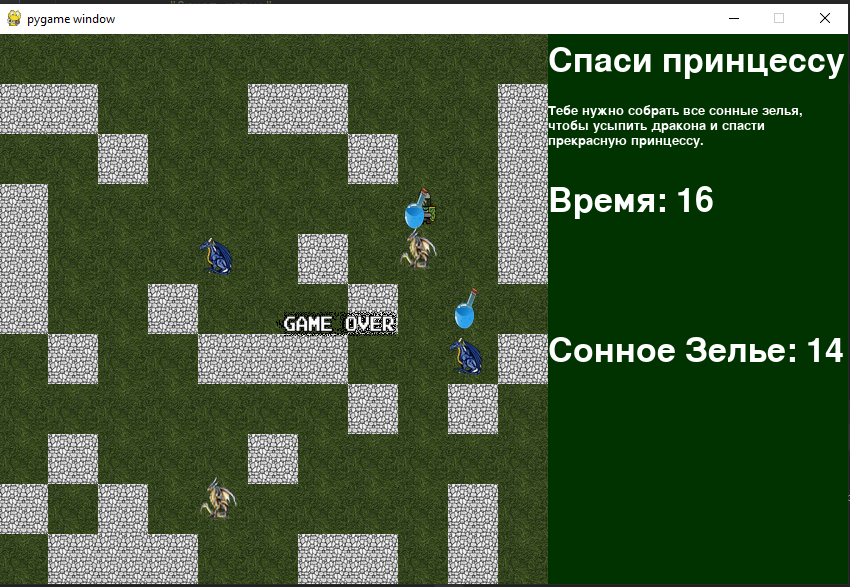 pygame window
Спаси принцессу
Тебе нужно собрать все сонные зелья,
чтобы усыпить дракона и спасти
прекрасную принцессу.
Время: 16
GAME OVER
Сонное Зелье: 14